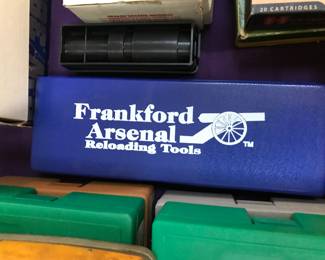 20 CARTRIDGES
Frankford
Arsenal
Reloading Tools
TM